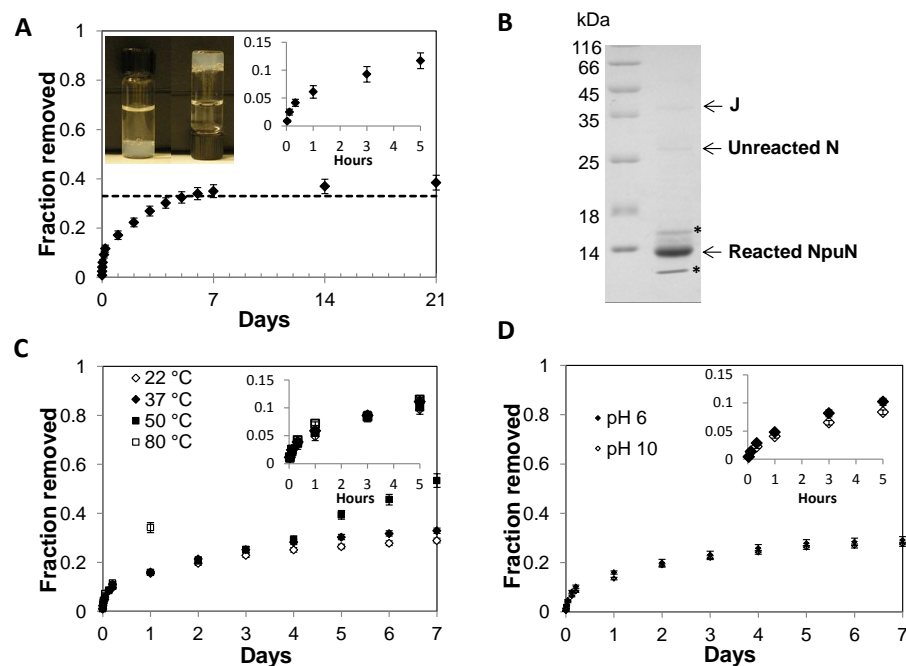 A
Fraction removed
1
0.8
0.6
0.4
0.2
0
0 7 14 21
Days
0.15
0.1
0.05
0
0 1 2 3 4 5
Hours
B
kDa
116
66
45
35
25
18
14
← J
← Unreacted N
*
← Reacted NpuN
*
C
Fraction removed
1
0.8
0.6
0.4
0.2
0
0 1 2 3 4 5 6 7
Days
22 °C
37 °C
50 °C
80 °C
0.15
0.1
0.05
0
0 1 2 3 4 5
Hours
D
Fraction removed
1
0.8
0.6
0.4
0.2
0
0 1 2 3 4 5 6 7
Days
pH 6
pH 10
0.15
0.1
0.05
0
0 1 2 3 4 5
Hours